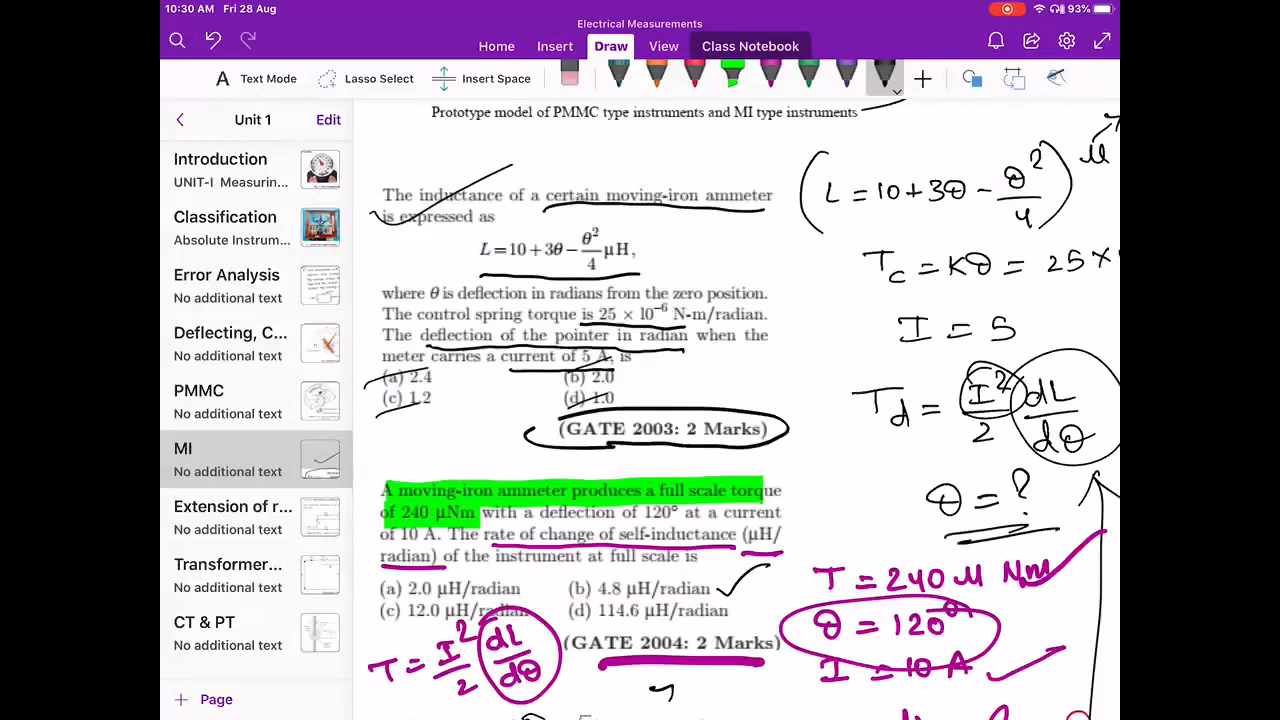 10:30 AM Fri 28 Aug
93%
Electrical Measurements
Home Insert Draw View Class Notebook
Text Mode Lasso Select Insert Space
Unit 1 Edit
Introduction
UNIT-I Measurin...
Classification
Absolute Instrum...
Error Analysis
No additional text
Deflecting, C...
No additional text
PMMC
No additional text
MI
No additional text
Extension of r...
No additional text
Transformer...
No additional text
CT & PT
No additional text
+ Page
Prototype model of PMMC type instruments and MI type instruments
The inductance of a certain moving-iron ammeter
is expressed as
L = 10 + 3θ − θ²/4 μH,
where θ is deflection in radians from the zero position.
The control spring torque is 25 × 10⁻⁶ N-m/radian.
The deflection of the pointer in radian when the
meter carries a current of 5 A, is
(a) 2.4 (b) 2.0
(c) 1.2 (d) 1.0
(GATE 2003: 2 Marks)
A moving-iron ammeter produces a full scale torque
of 240 μNm with a deflection of 120° at a current
of 10 A. The rate of change of self-inductance (μH/
radian) of the instrument at full scale is
(a) 2.0 μH/radian (b) 4.8 μH/radian
(c) 12.0 μH/radian (d) 114.6 μH/radian
(GATE 2004: 2 Marks)
T = I²/2 dL/dθ
(L = 10 + 3θ − θ²/4) μ
Tc = Kθ = 25 ×
I = 5
Td = I²/2 dL/dθ
θ = ?
T = 240 μ Nm
θ = 120°
I = 10 A